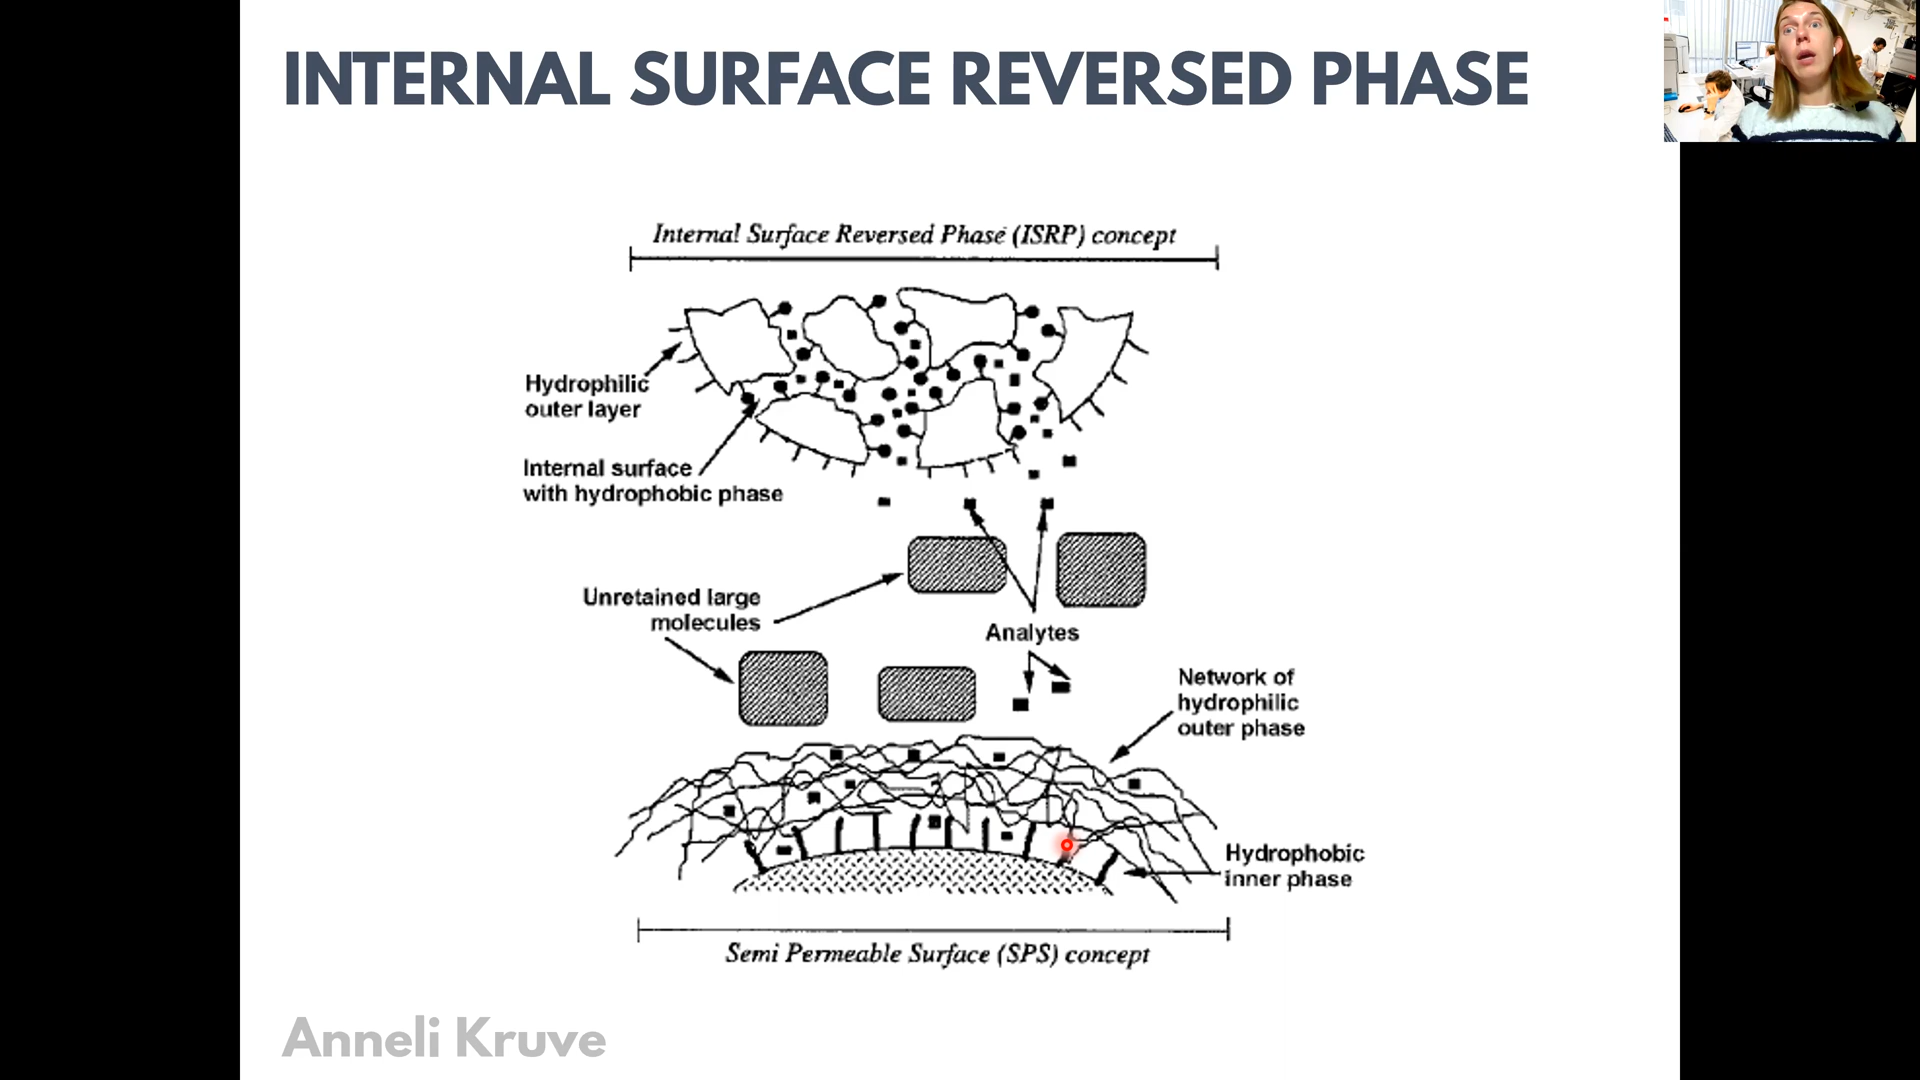 INTERNAL SURFACE REVERSED PHASE
Internal Surface Reversed Phase (ISRP) concept
Hydrophilic
outer layer
Internal surface
with hydrophobic phase
Unretained large
molecules
Analytes
Network of
hydrophilic
outer phase
Hydrophobic
inner phase
Semi Permeable Surface (SPS) concept
Anneli Kruve